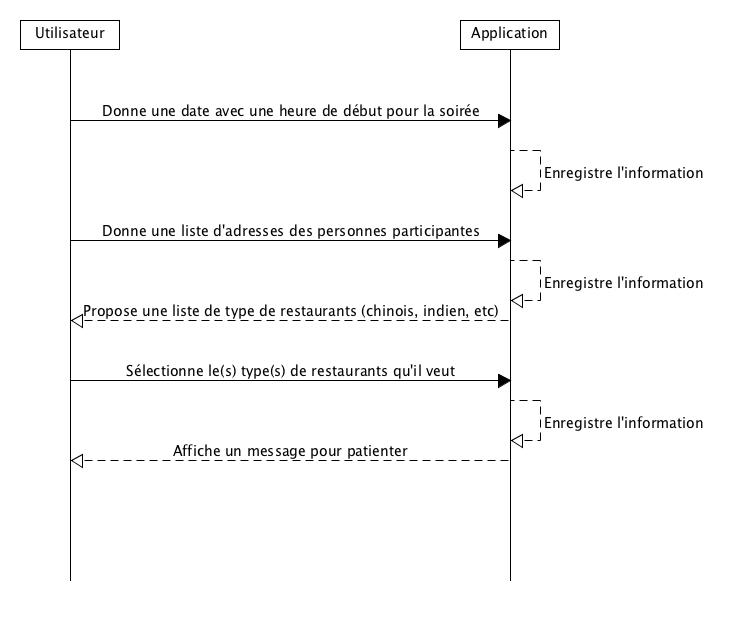 Utilisateur
Application
Donne une date avec une heure de début pour la soirée
Enregistre l'information
Donne une liste d'adresses des personnes participantes
Enregistre l'information
Propose une liste de type de restaurants (chinois, indien, etc)
Sélectionne le(s) type(s) de restaurants qu'il veut
Enregistre l'information
Affiche un message pour patienter